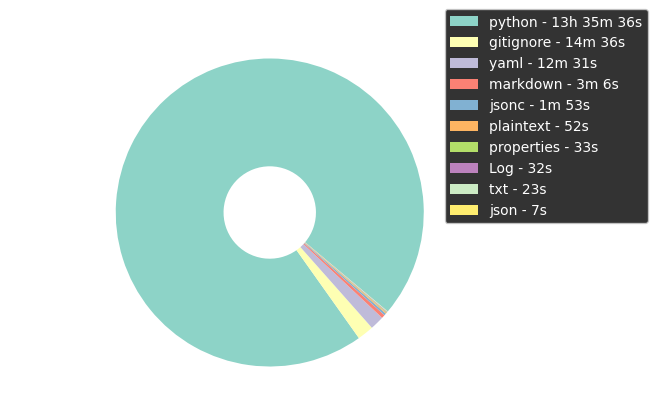 python - 13h 35m 36s
gitignore - 14m 36s
yaml - 12m 31s
markdown - 3m 6s
jsonc - 1m 53s
plaintext - 52s
properties - 33s
Log - 32s
txt - 23s
json - 7s